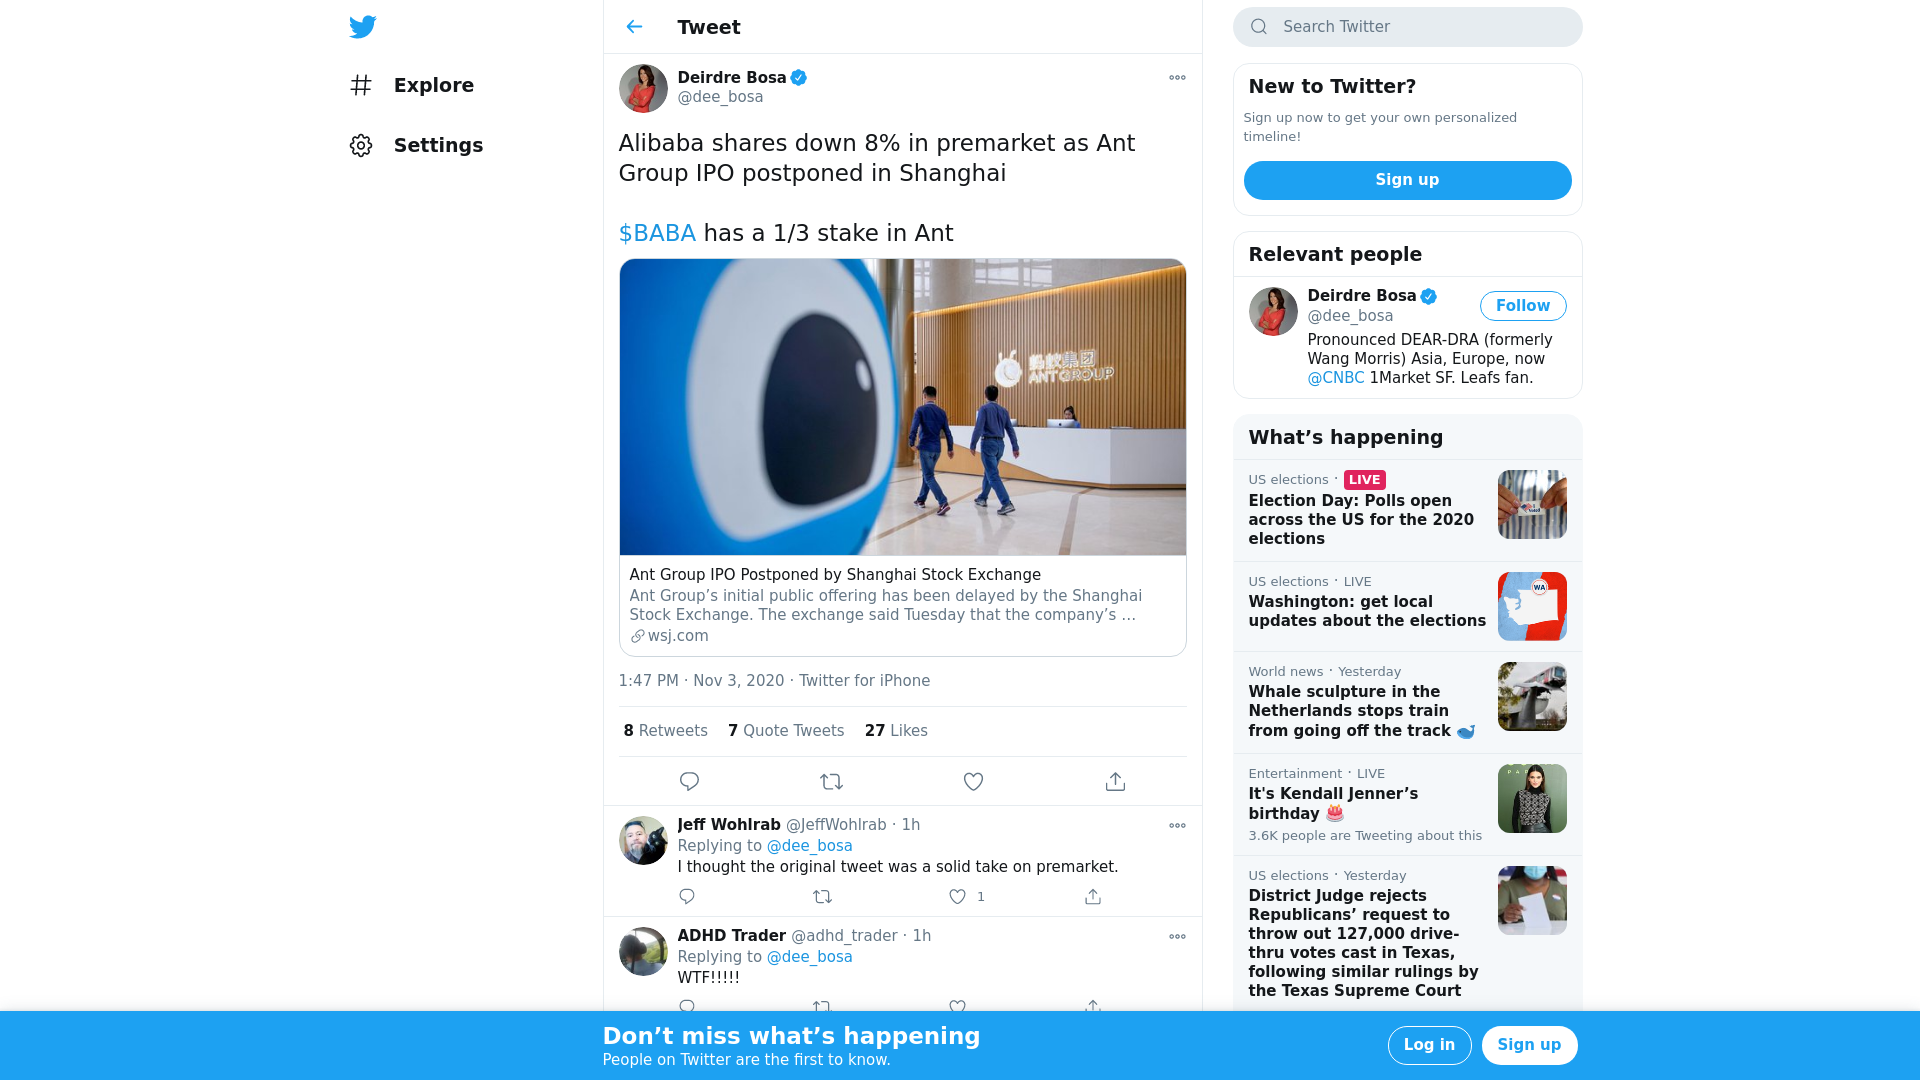 Explore
Settings
Tweet
Deirdre Bosa
@dee_bosa
Alibaba shares down 8% in premarket as Ant
Group IPO postponed in Shanghai
$BABA has a 1/3 stake in Ant
蚂蚁集团
ANT GROUP
Ant Group IPO Postponed by Shanghai Stock Exchange
Ant Group’s initial public offering has been delayed by the Shanghai
Stock Exchange. The exchange said Tuesday that the company’s …
wsj.com
1:47 PM · Nov 3, 2020 · Twitter for iPhone
8 Retweets 7 Quote Tweets 27 Likes
Jeff Wohlrab @JeffWohlrab · 1h
Replying to @dee_bosa
I thought the original tweet was a solid take on premarket.
1
ADHD Trader @adhd_trader · 1h
Replying to @dee_bosa
WTF!!!!!
Search Twitter
New to Twitter?
Sign up now to get your own personalized
timeline!
Sign up
Relevant people
Deirdre Bosa
@dee_bosa
Follow
Pronounced DEAR-DRA (formerly
Wang Morris) Asia, Europe, now
@CNBC 1Market SF. Leafs fan.
What’s happening
US elections · LIVE
Election Day: Polls open
across the US for the 2020
elections
US elections · LIVE
Washington: get local
updates about the elections
WA
World news · Yesterday
Whale sculpture in the
Netherlands stops train
from going off the track 🐋
Entertainment · LIVE
It's Kendall Jenner’s
birthday 🎂
3.6K people are Tweeting about this
US elections · Yesterday
District Judge rejects
Republicans’ request to
throw out 127,000 drive-
thru votes cast in Texas,
following similar rulings by
the Texas Supreme Court
Don’t miss what’s happening
People on Twitter are the first to know.
Log in
Sign up